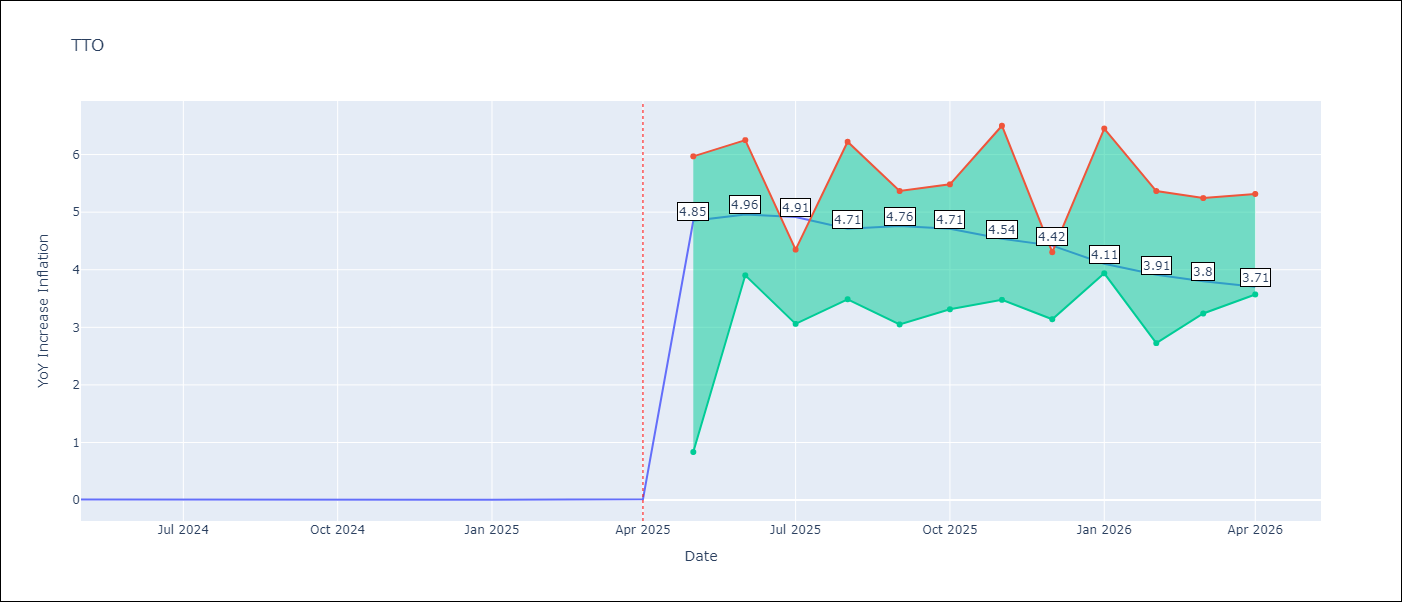 TTO
YoY Increase Inflation
6
5
4
3
2
1
0
4.85
4.96
4.91
4.71
4.76
4.71
4.54
4.42
4.11
3.91
3.8
3.71
Jul 2024
Oct 2024
Jan 2025
Apr 2025
Jul 2025
Oct 2025
Jan 2026
Apr 2026
Date